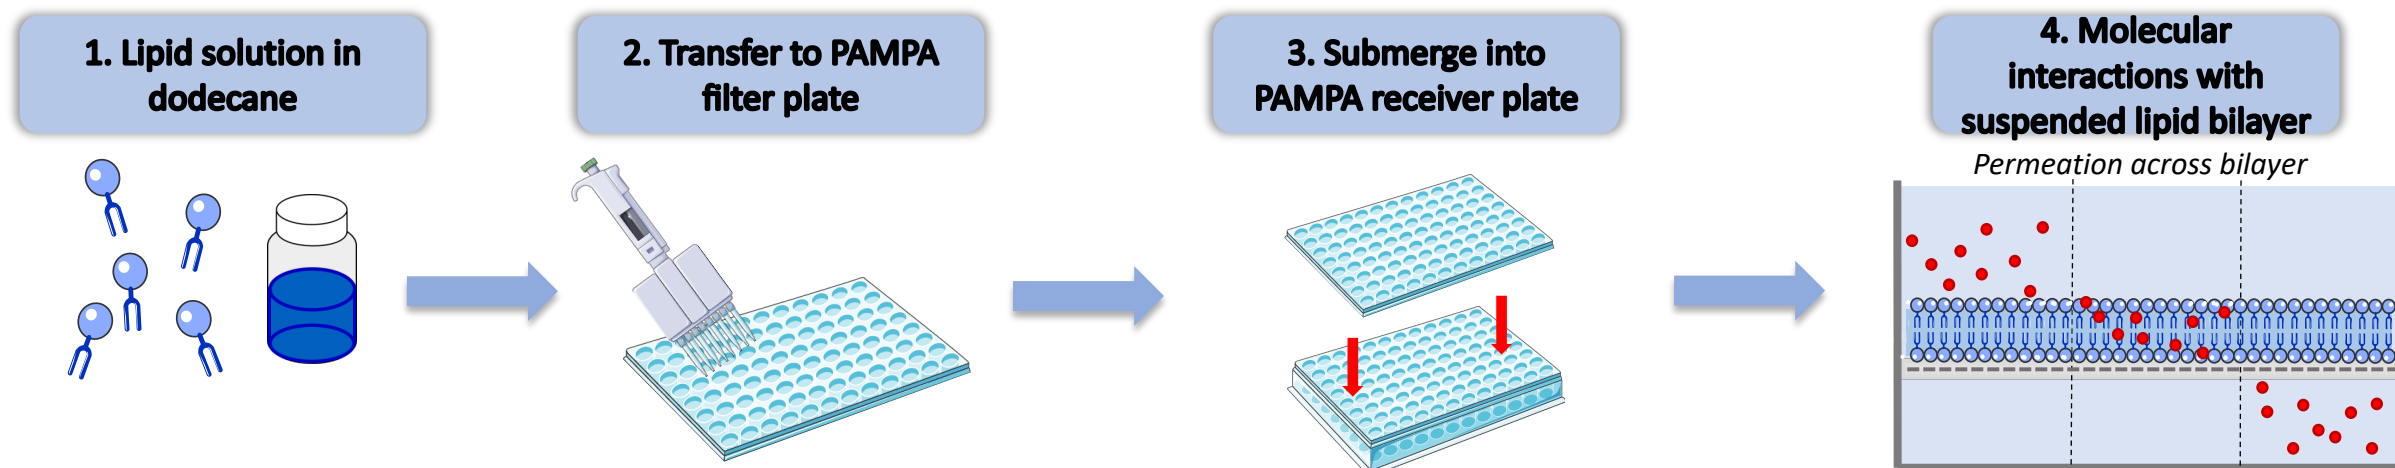 1. Lipid solution in
dodecane
2. Transfer to PAMPA
filter plate
3. Submerge into
PAMPA receiver plate
4. Molecular
interactions with
suspended lipid bilayer
Permeation across bilayer